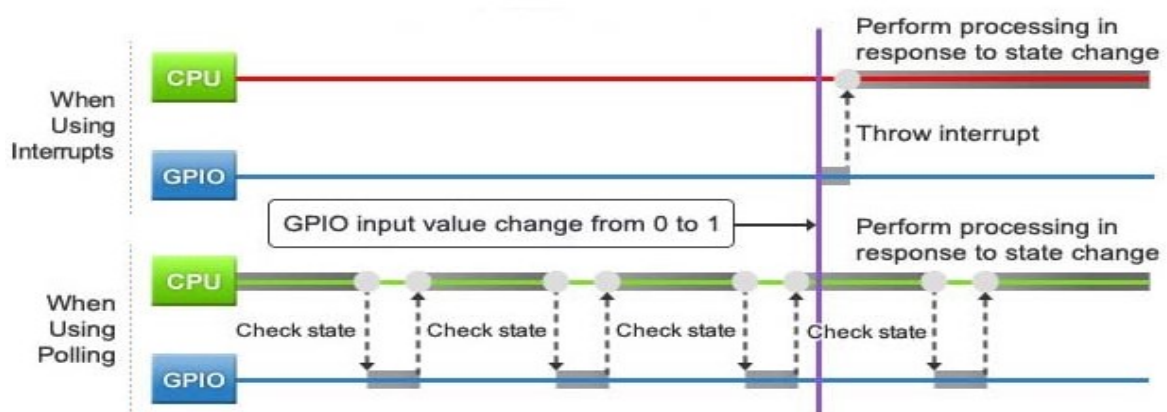 Perform processing in
response to state change
CPU
When
Using
Interrupts
Throw interrupt
GPIO
GPIO input value change from 0 to 1
Perform processing in
response to state change
CPU
When
Using
Polling
Check state
Check state
Check state
Check state
GPIO